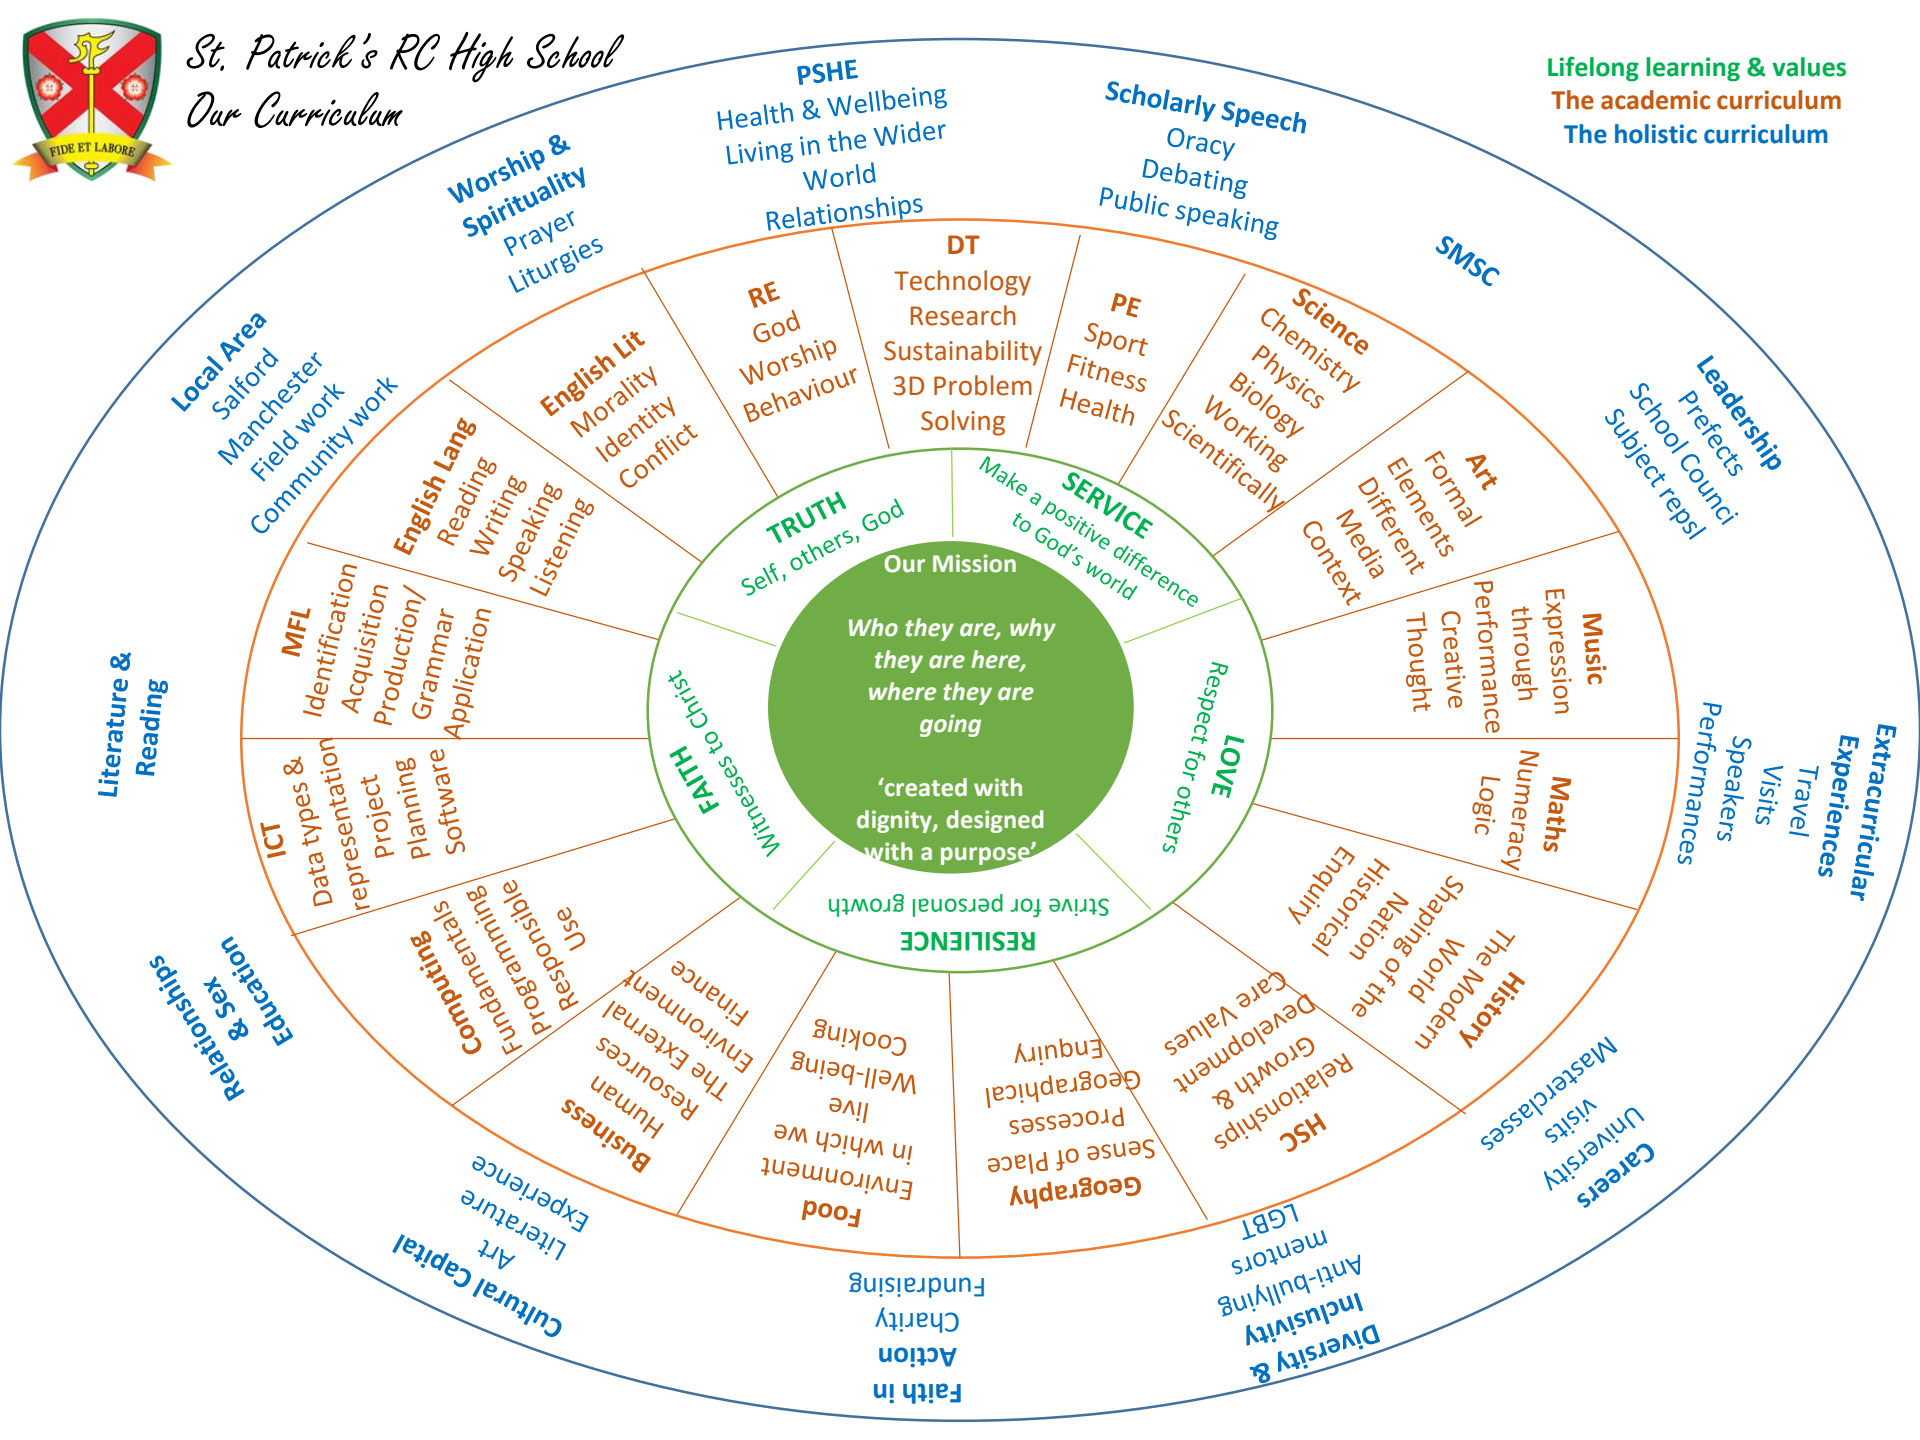 St. Patrick's RC High School
Our Curriculum
FIDE ET LABORE
Lifelong learning & values
The academic curriculum
The holistic curriculum
PSHE
Health & Wellbeing
Living in the Wider
World
Relationships
Scholarly Speech
Oracy
Debating
Public speaking
SMSC
Leadership
Prefects
School Counci
Subject repsl
Extracurricular
Experiences
Travel
Visits
Speakers
Performances
Careers
University
visits
Masterclasses
Diversity &
Inclusivity
Anti-bullying
mentors
LGBT
Faith in
Action
Charity
Fundraising
Cultural Capital
Art
Literature
Experience
Relationships
& Sex
Education
Literature &
Reading
Local Area
Salford
Manchester
Field work
Community work
Worship &
Spirituality
Prayer
Liturgies
DT
Technology
Research
Sustainability
3D Problem
Solving
PE
Sport
Fitness
Health
Science
Chemistry
Physics
Biology
Working
Scientifically
Art
Formal
Elements
Different
Media
Context
Music
Expression
through
Performance
Creative
Thought
Maths
Numeracy
Logic
History
The Modern
World
Shaping of the
Nation
Historical
Enquiry
HSC
Relationships
Growth &
Development
Care Values
Geography
Sense of Place
Processes
Geographical
Enquiry
Food
Environment
in which we
live
Well-being
Cooking
Business
Human
Resources
The External
Environment
Finance
Computing
Fundamentals
Programming
Responsible
Use
ICT
Data types &
representation
Project
Planning
Software
MFL
Identification
Acquisition
Production/
Grammar
Application
English Lang
Reading
Writing
Speaking
Listening
English Lit
Morality
Identity
Conflict
RE
God
Worship
Behaviour
TRUTH
Self, others, God
SERVICE
Make a positive difference
to God's world
LOVE
Respect for others
RESILIENCE
Strive for personal growth
FAITH
Witnesses to Christ
Our Mission
Who they are, why
they are here,
where they are
going
‘created with
dignity, designed
with a purpose’